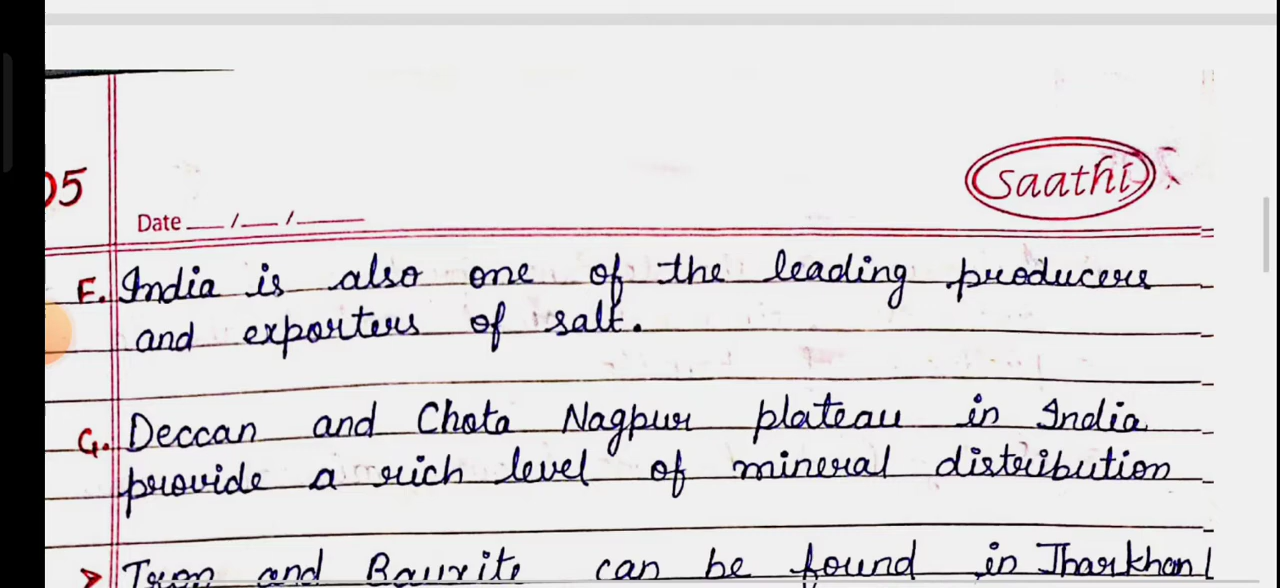 05
saathi
Date __/__/____
E. India is also one of the leading producers
and exporters of salt.
G. Deccan and Chota Nagpur plateau in India
provide a rich level of mineral distribution
> Iron and Bauxite can be found in Jharkhand